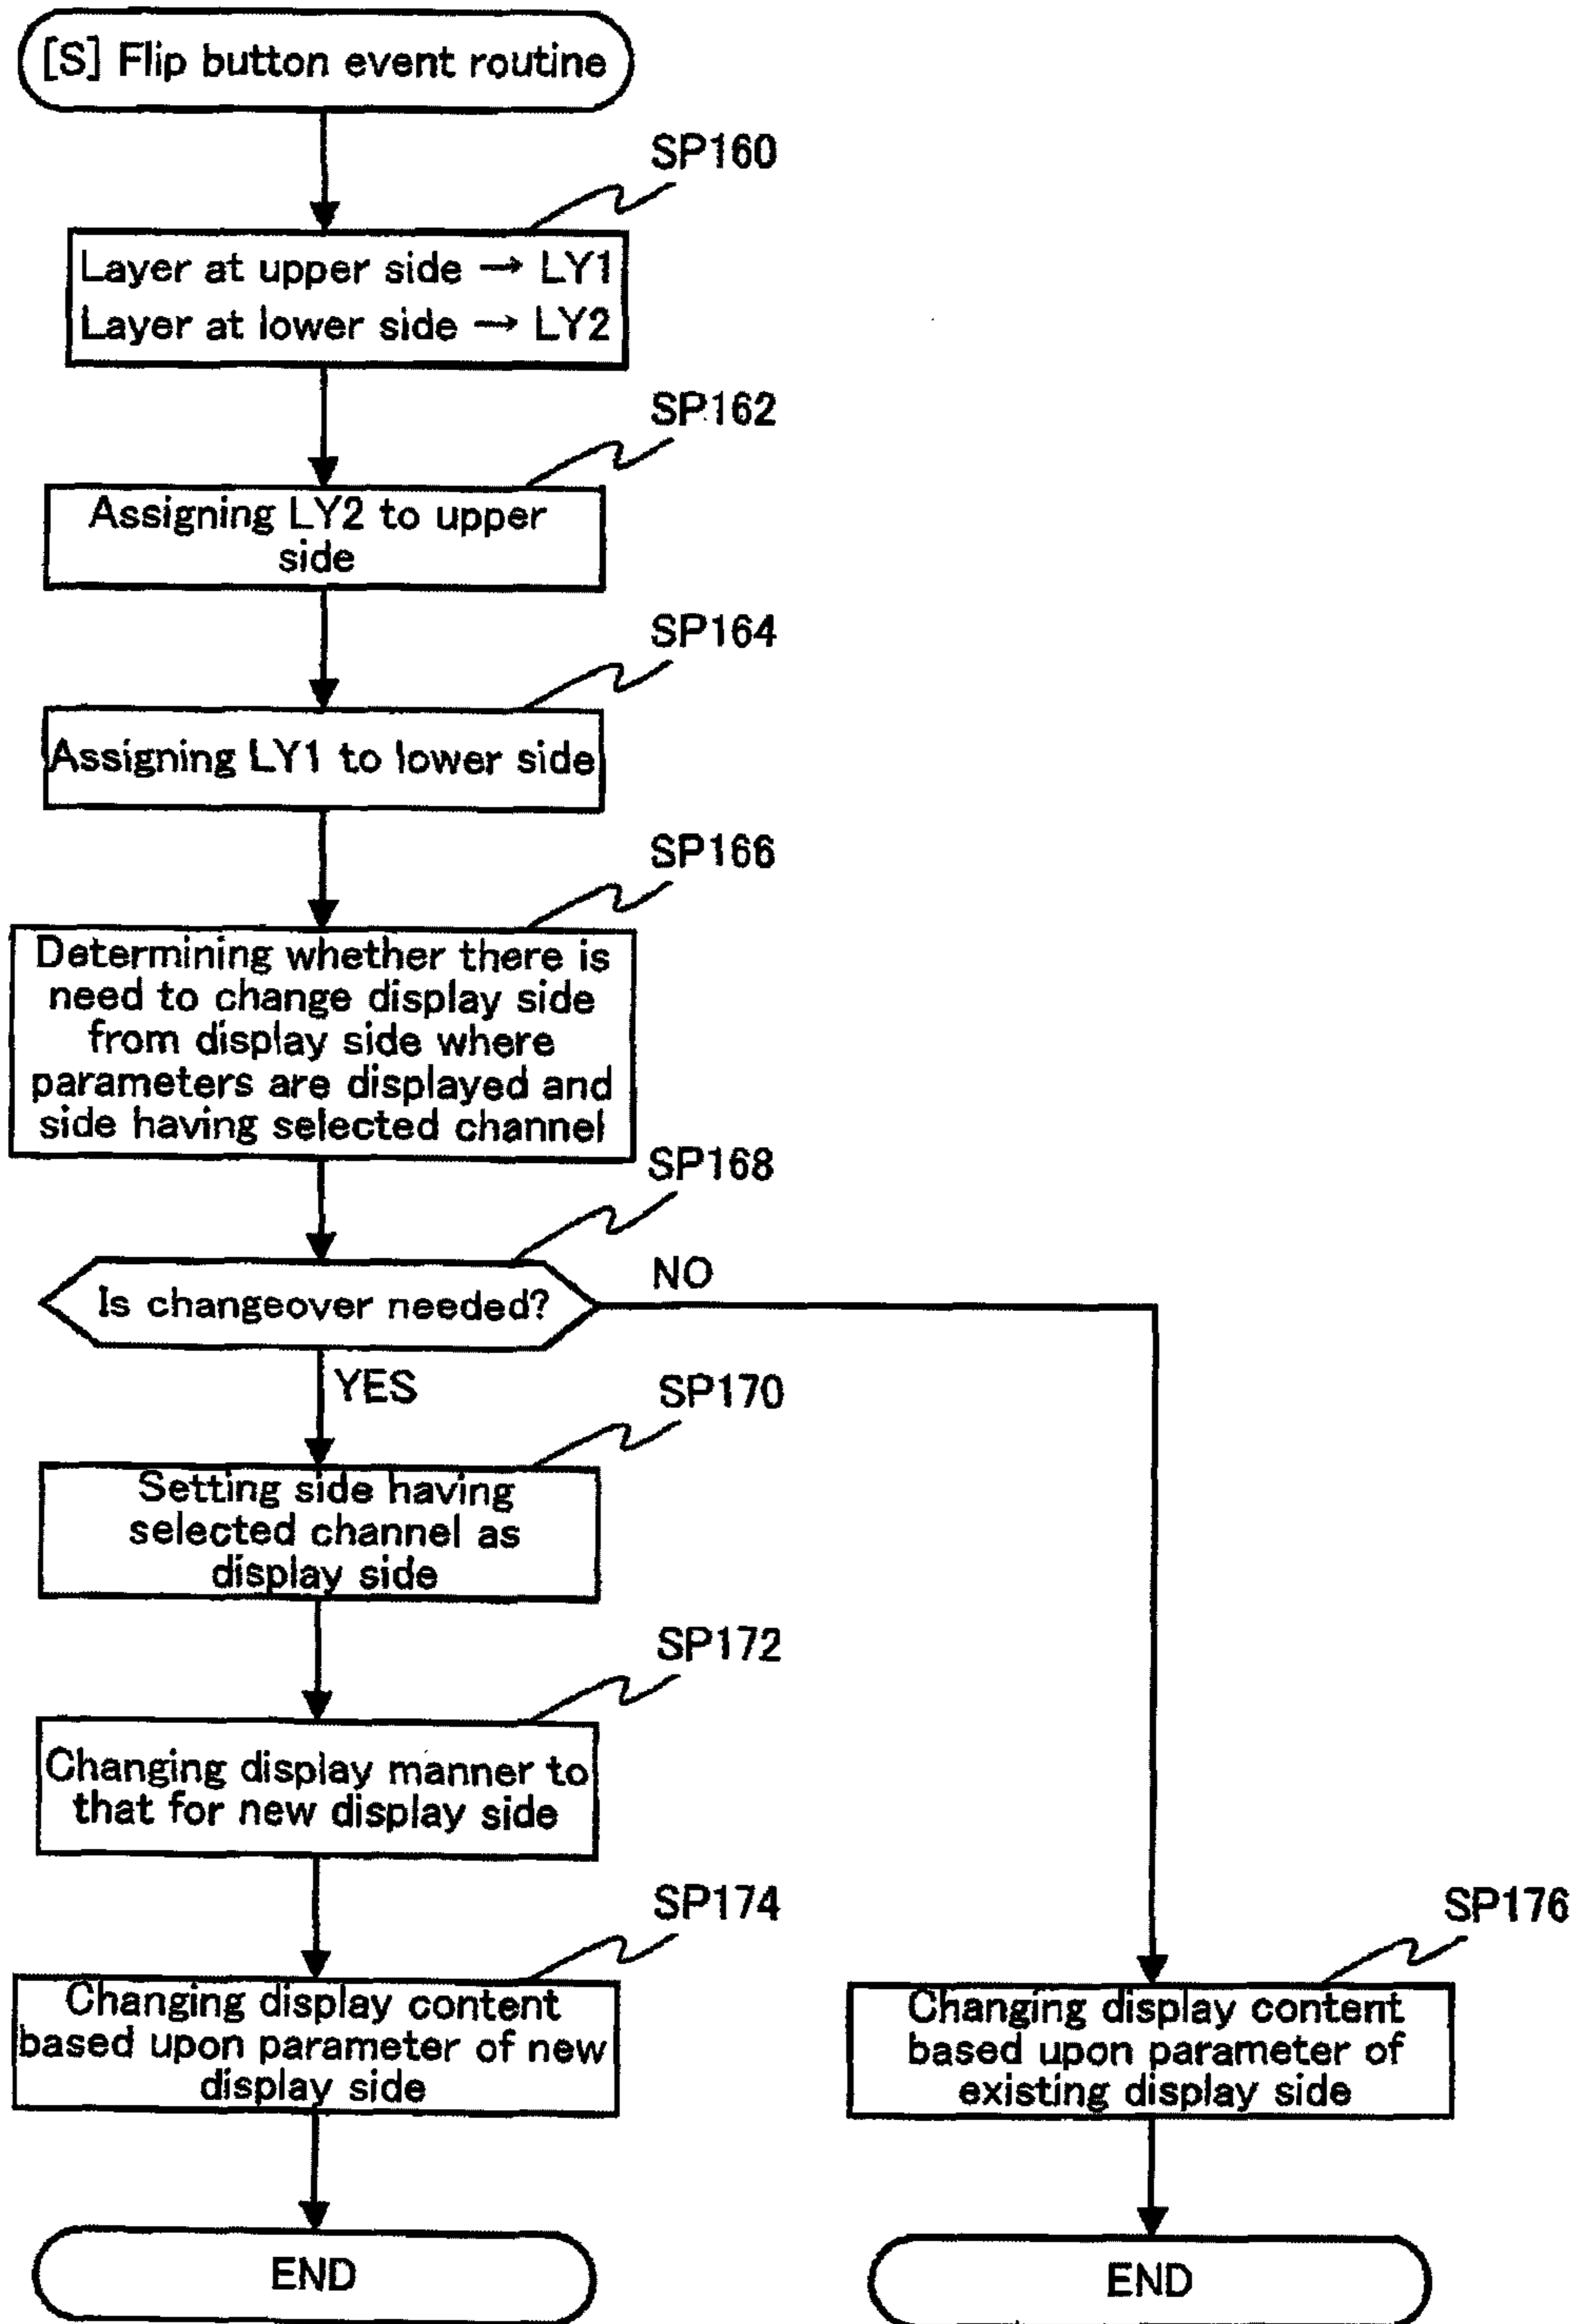 [S] Flip button event routine
SP160
Layer at upper side → LY1
Layer at lower side → LY2
SP162
Assigning LY2 to upper
side
SP164
Assigning LY1 to lower side
SP166
Determining whether there is
need to change display side
from display side where
parameters are displayed and
side having selected channel
SP168
Is changeover needed?
NO
YES
SP170
Setting side having
selected channel as
display side
SP172
Changing display manner to
that for new display side
SP174
Changing display content
based upon parameter of new
display side
SP176
Changing display content
based upon parameter of
existing display side
END
END